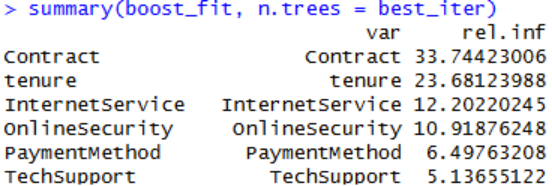 > summary(boost_fit, n.trees = best_iter)
var rel.inf
Contract Contract 33.74423006
tenure tenure 23.68123988
InternetService InternetService 12.20220245
OnlineSecurity OnlineSecurity 10.91876248
PaymentMethod PaymentMethod 6.49763208
TechSupport TechSupport 5.13655122